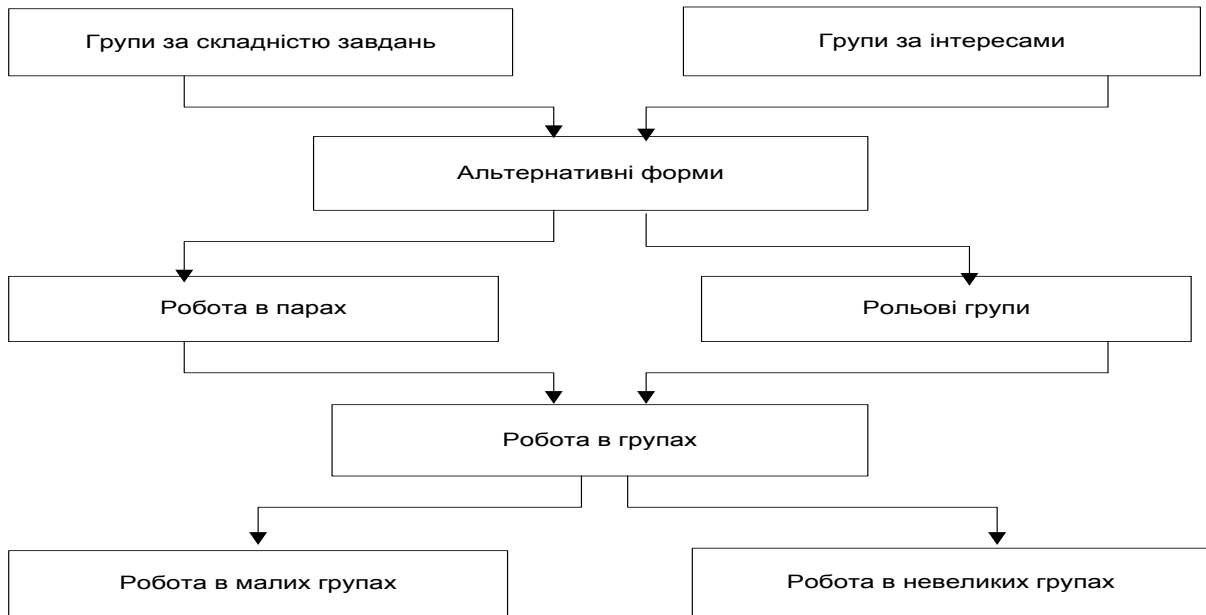 Групи за складністю завдань
Групи за інтересами
Альтернативні форми
Робота в парах
Рольові групи
Робота в групах
Робота в малих групах
Робота в невеликих групах